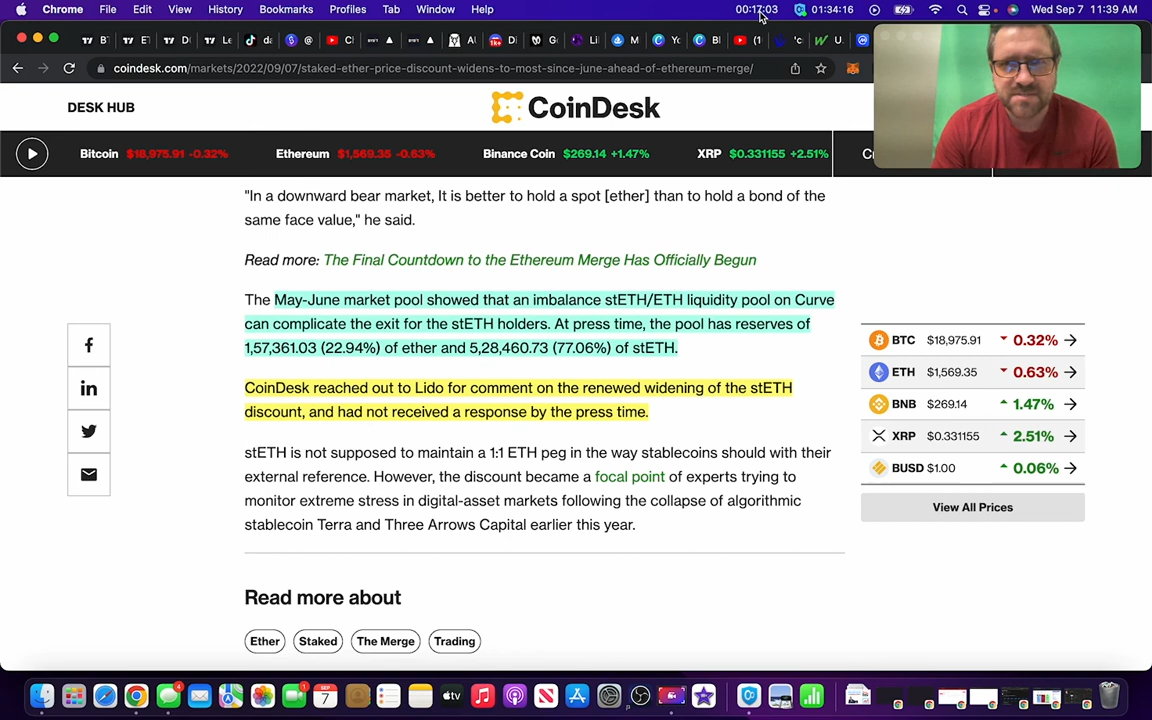 Chrome File Edit View History Bookmarks Profiles Tab Window Help 00:17:03 01:34:16 Wed Sep 7 11:39 AM
coindesk.com/markets/2022/09/07/staked-ether-price-discount-widens-to-most-since-june-ahead-of-ethereum-merge/
DESK HUB
CoinDesk
Bitcoin $18,975.91 -0.32% Ethereum $1,569.35 -0.63% Binance Coin $269.14 +1.47% XRP $0.331155 +2.51%
"In a downward bear market, It is better to hold a spot [ether] than to hold a bond of the
same face value," he said.
Read more: The Final Countdown to the Ethereum Merge Has Officially Begun
The May-June market pool showed that an imbalance stETH/ETH liquidity pool on Curve
can complicate the exit for the stETH holders. At press time, the pool has reserves of
1,57,361.03 (22.94%) of ether and 5,28,460.73 (77.06%) of stETH.
CoinDesk reached out to Lido for comment on the renewed widening of the stETH
discount, and had not received a response by the press time.
stETH is not supposed to maintain a 1:1 ETH peg in the way stablecoins should with their
external reference. However, the discount became a focal point of experts trying to
monitor extreme stress in digital-asset markets following the collapse of algorithmic
stablecoin Terra and Three Arrows Capital earlier this year.
BTC $18,975.91 0.32%
ETH $1,569.35 0.63%
BNB $269.14 1.47%
XRP $0.331155 2.51%
BUSD $1.00 0.06%
View All Prices
Read more about
Ether Staked The Merge Trading